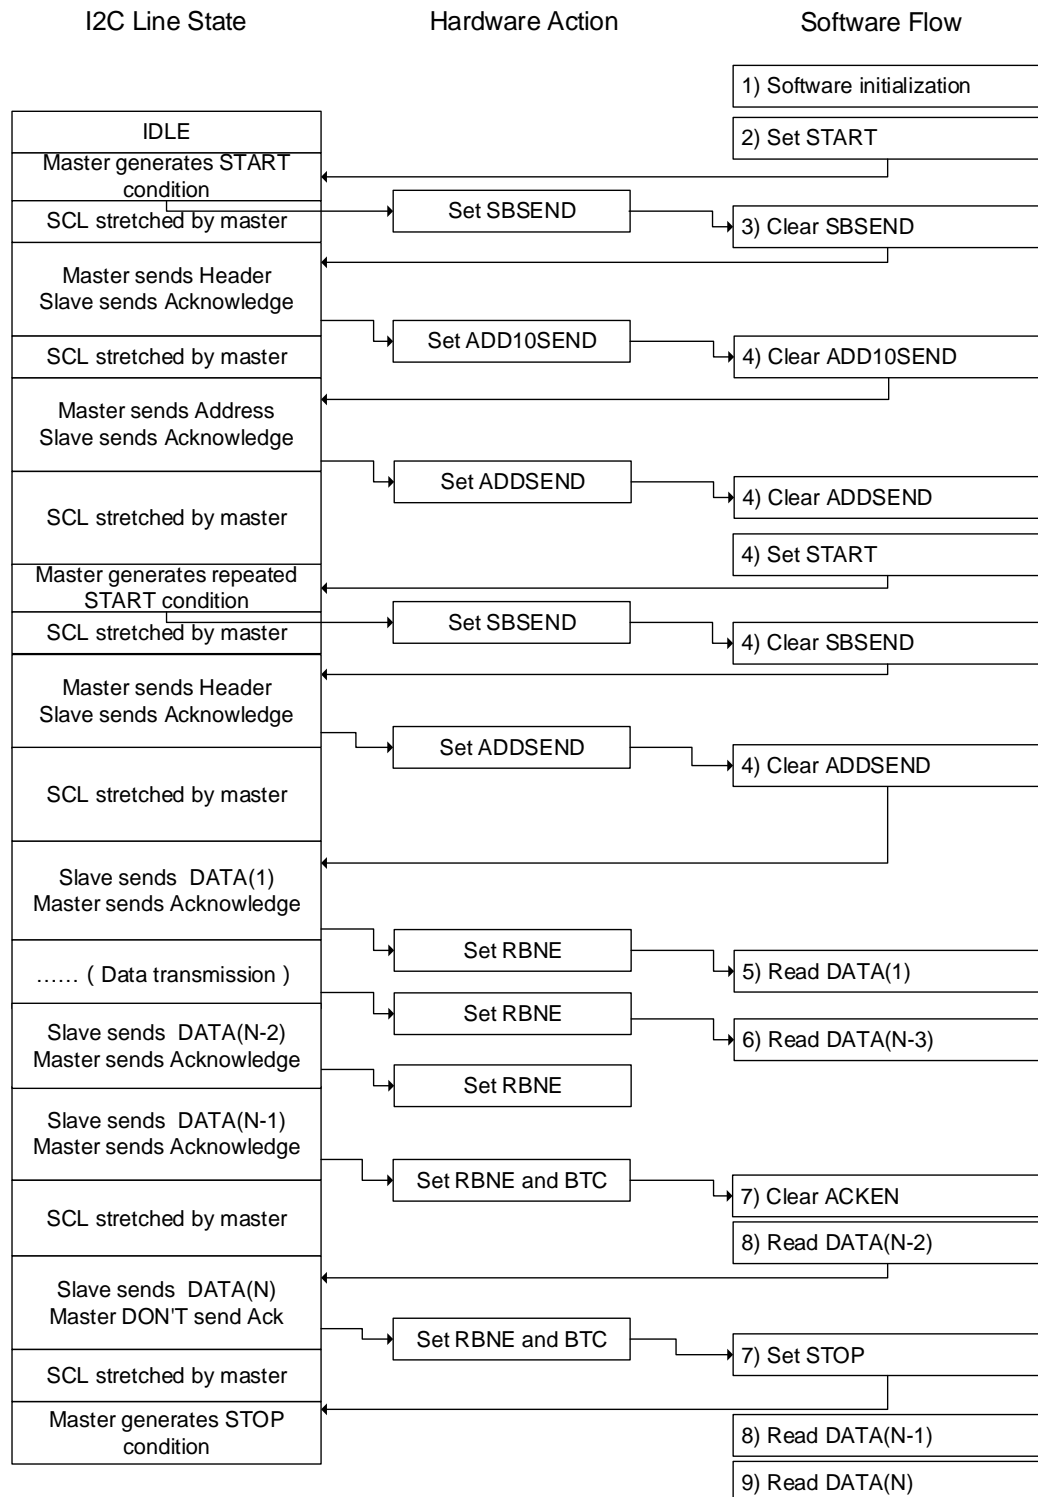 I2C Line State
Hardware Action
Software Flow
1) Software initialization
IDLE
2) Set START
Master generates START
condition
Set SBSEND
SCL stretched by master
3) Clear SBSEND
Master sends Header
Slave sends Acknowledge
Set ADD10SEND
SCL stretched by master
4) Clear ADD10SEND
Master sends Address
Slave sends Acknowledge
Set ADDSEND
4) Clear ADDSEND
SCL stretched by master
4) Set START
Master generates repeated
START condition
Set SBSEND
SCL stretched by master
4) Clear SBSEND
Master sends Header
Slave sends Acknowledge
Set ADDSEND
4) Clear ADDSEND
SCL stretched by master
Slave sends  DATA(1)
Master sends Acknowledge
Set RBNE
5) Read DATA(1)
…… ( Data transmission )
Set RBNE
6) Read DATA(N-3)
Slave sends  DATA(N-2)
Master sends Acknowledge
Set RBNE
Slave sends  DATA(N-1)
Master sends Acknowledge
Set RBNE and BTC
7) Clear ACKEN
SCL stretched by master
8) Read DATA(N-2)
Slave sends  DATA(N)
Master DON'T send Ack
Set RBNE and BTC
7) Set STOP
SCL stretched by master
Master generates STOP
condition
8) Read DATA(N-1)
9) Read DATA(N)